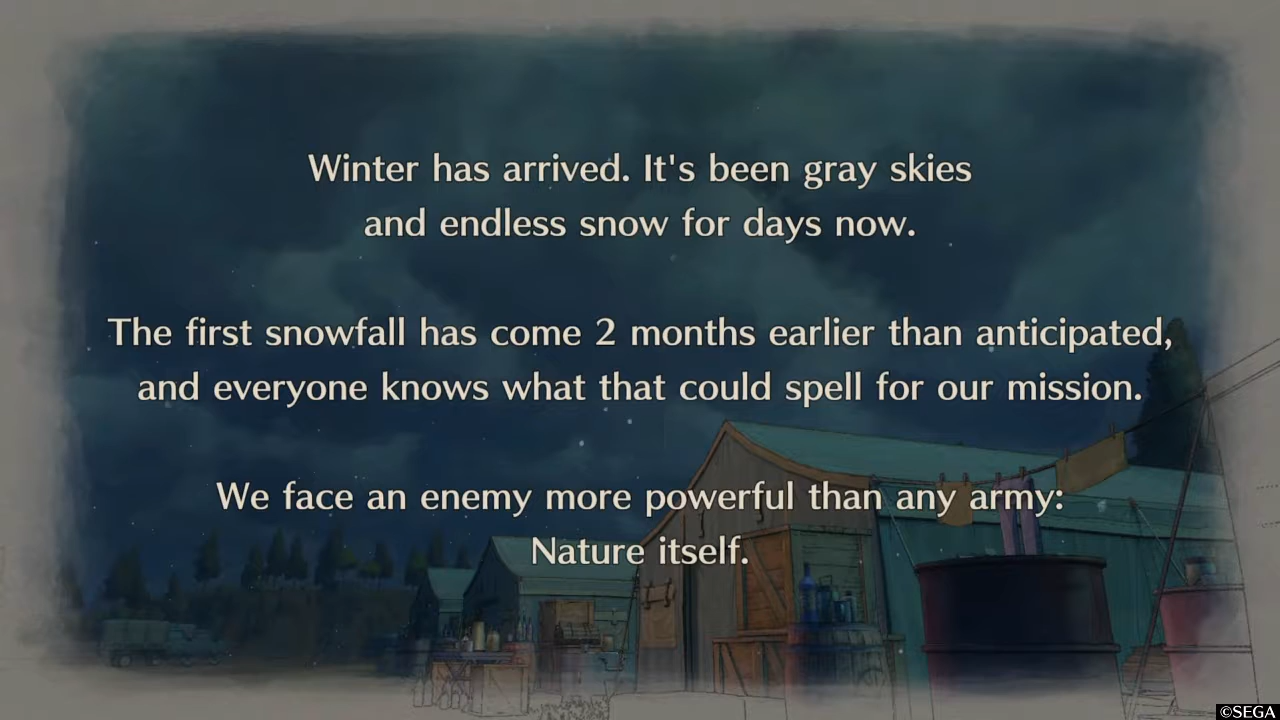 Winter has arrived. It's been gray skies
and endless snow for days now.
The first snowfall has come 2 months earlier than anticipated,
and everyone knows what that could spell for our mission.
We face an enemy more powerful than any army:
Nature itself.
©SEGA